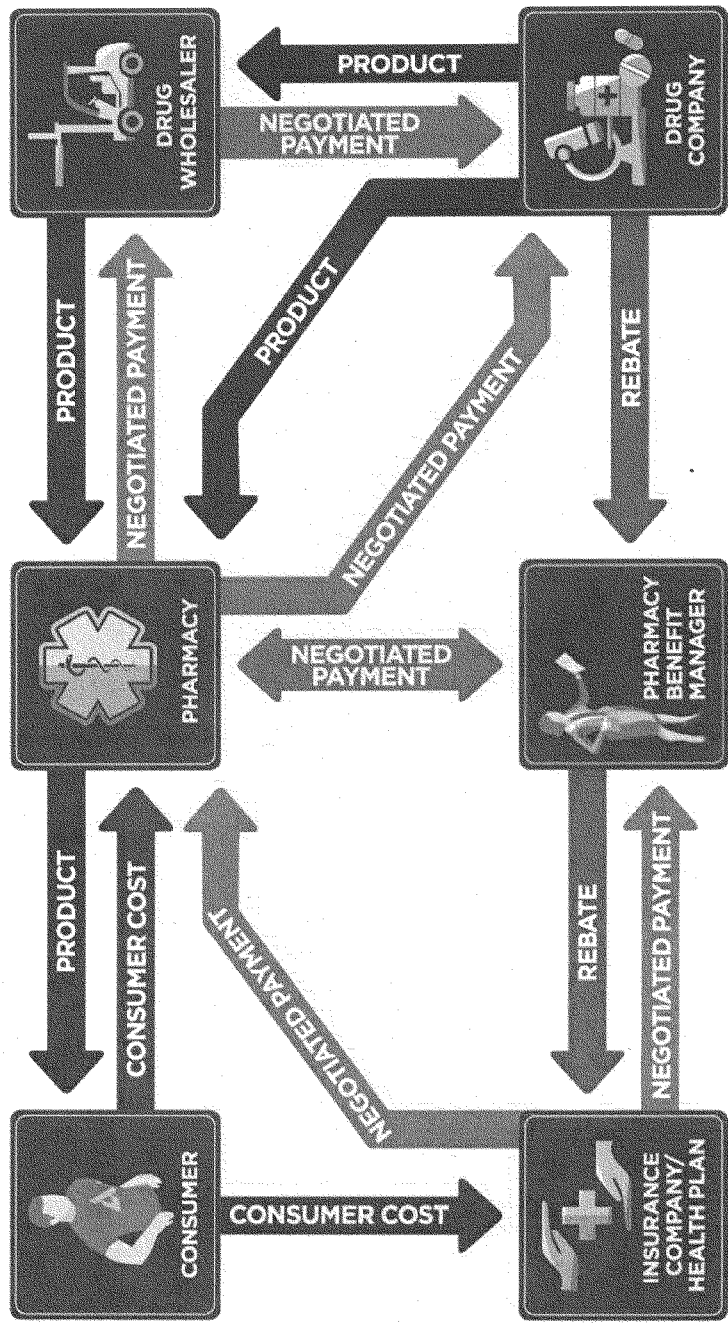 CONSUMER
PRODUCT
CONSUMER COST
PHARMACY
PRODUCT
NEGOTIATED PAYMENT
DRUG
WHOLESALER
CONSUMER COST
NEGOTIATED PAYMENT
NEGOTIATED
PAYMENT
NEGOTIATED PAYMENT
PRODUCT
NEGOTIATED
PAYMENT
PRODUCT
INSURANCE
COMPANY/
HEALTH PLAN
REBATE
NEGOTIATED PAYMENT
PHARMACY
BENEFIT
MANAGER
REBATE
DRUG
COMPANY